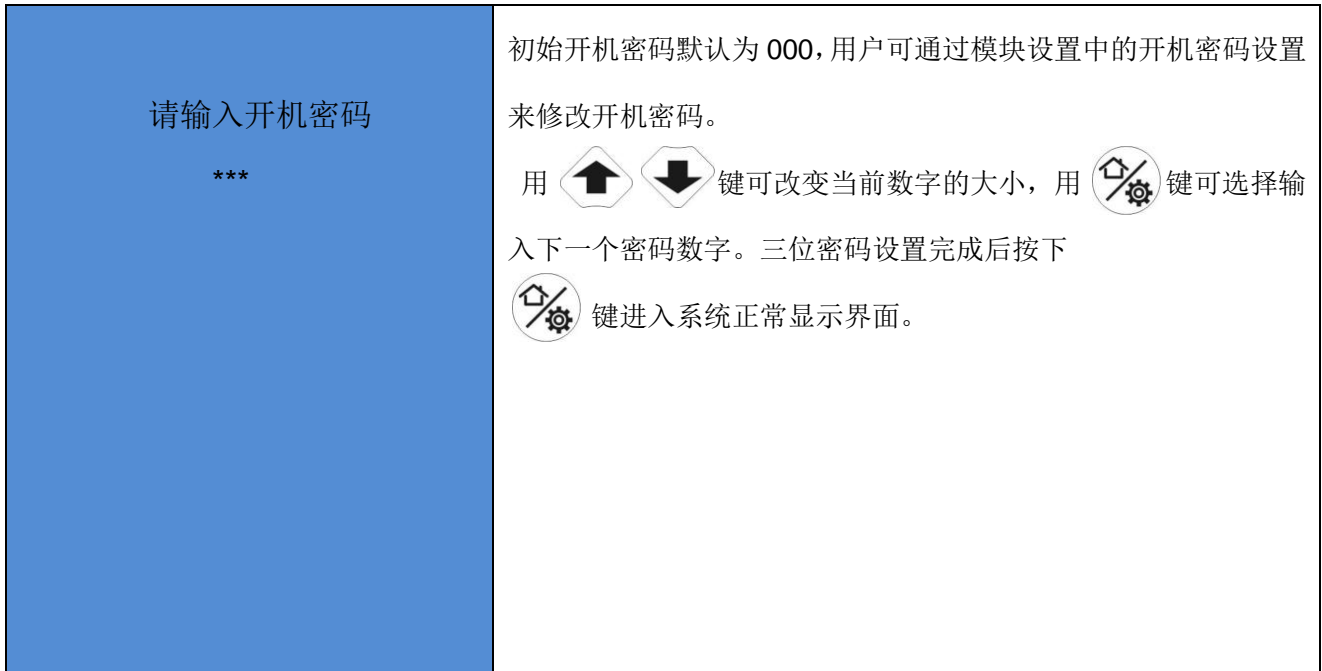 请输入开机密码
***
初始开机密码默认为 000，用户可通过模块设置中的开机密码设置
来修改开机密码。
用 键可改变当前数字的大小，用 键可选择输
入下一个密码数字。三位密码设置完成后按下
键进入系统正常显示界面。